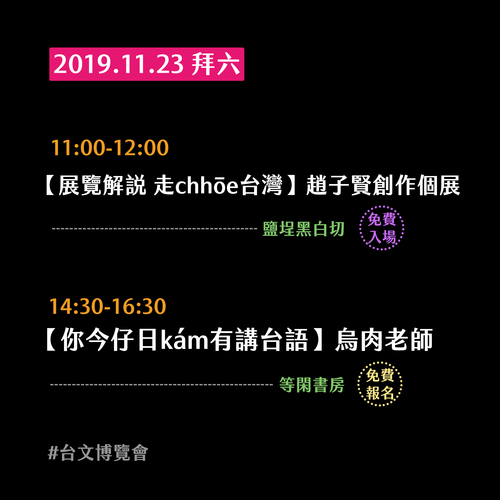 2019.11.23 拜六
11:00-12:00
【展覽解説 走chhōe台灣】趙子賢創作個展
鹽埕黑白切
免費
入場
14:30-16:30
【你今仔日kám有講台語】烏肉老師
等閑書房
免費
報名
#台文博覽會